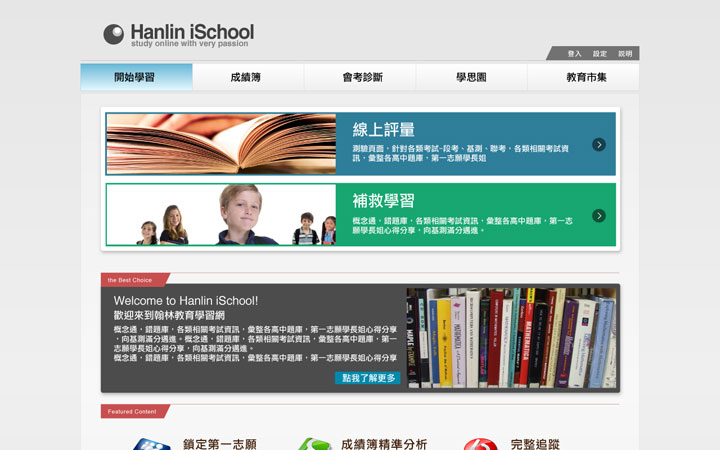 Hanlin iSchool
study online with very passion
登入 設定 說明
開始學習 成績簿 會考診斷 學思園 教育市集
線上評量
測驗頁面，針對各類考試-段考、基測、聯考，各類相關考試資
訊，彙整各高中題庫，第一志願學長姐
補救學習
概念通，錯題庫，各類相關考試資訊，彙整各高中題庫，第一志
願學長姐心得分享，向基測滿分邁進。
the Best Choice
Welcome to Hanlin iSchool!
歡迎來到翰林教育學習網
概念通，錯題庫，各類相關考試資訊，彙整各高中題庫，第一志願學長姐心得分享
，向基測滿分邁進。概念通，錯題庫，各類相關考試資訊，彙整各高中題庫，第一
志願學長姐心得分享，向基測滿分邁進。
概念通，錯題庫，各類相關考試資訊，彙整各高中題庫，第一志願學長姐心得分享
點我了解更多
MATHEMATICA
Featured Content
鎖定第一志願 成績簿精準分析 完整追蹤